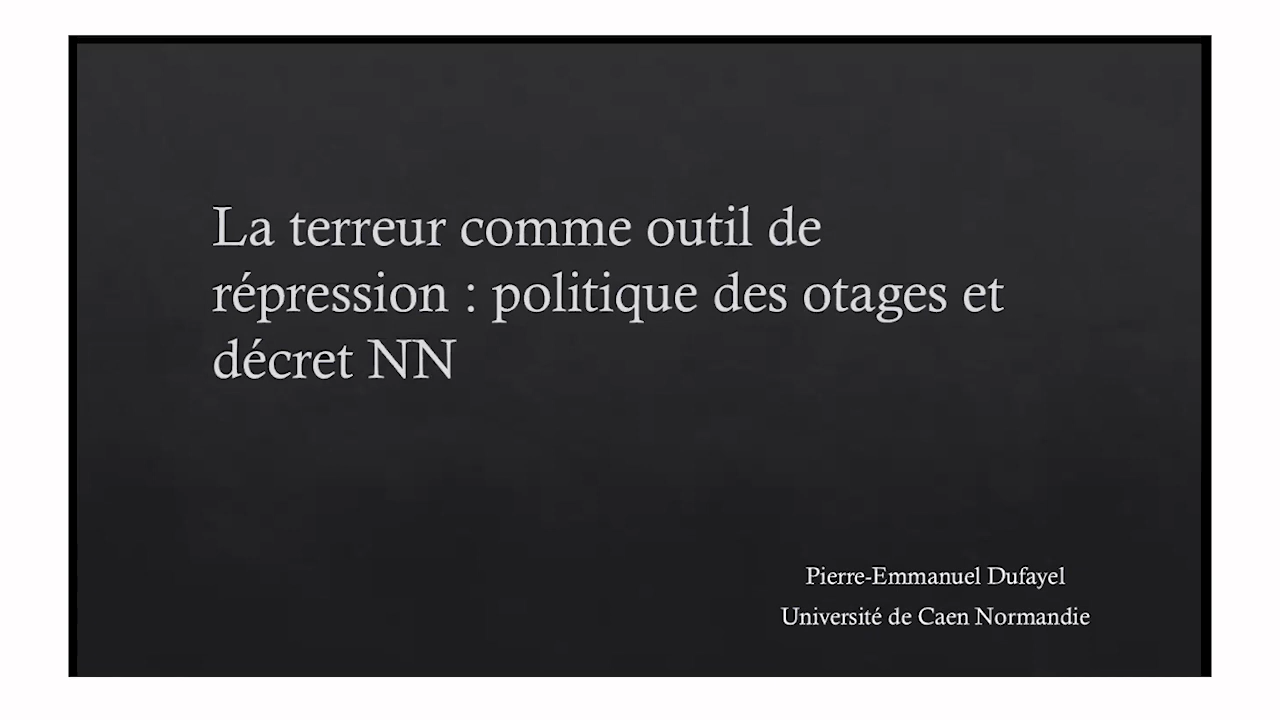 La terreur comme outil de
répression : politique des otages et
décret NN
Pierre-Emmanuel Dufayel
Université de Caen Normandie